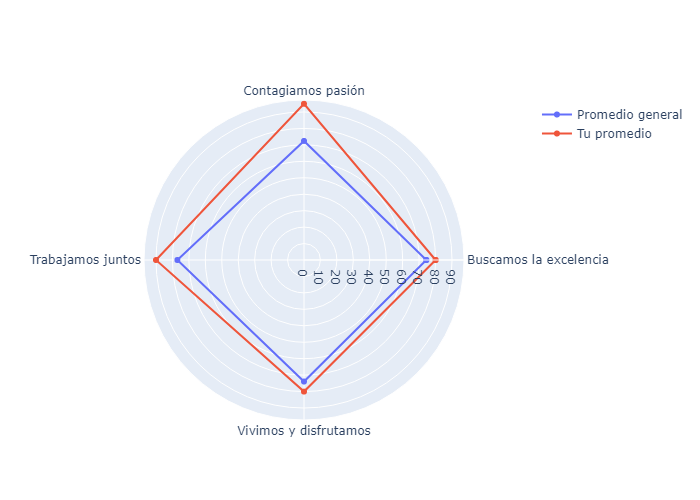 Contagiamos pasión
Promedio general
Tu promedio
Trabajamos juntos
Buscamos la excelencia
0
10
20
30
40
50
60
70
80
90
Vivimos y disfrutamos